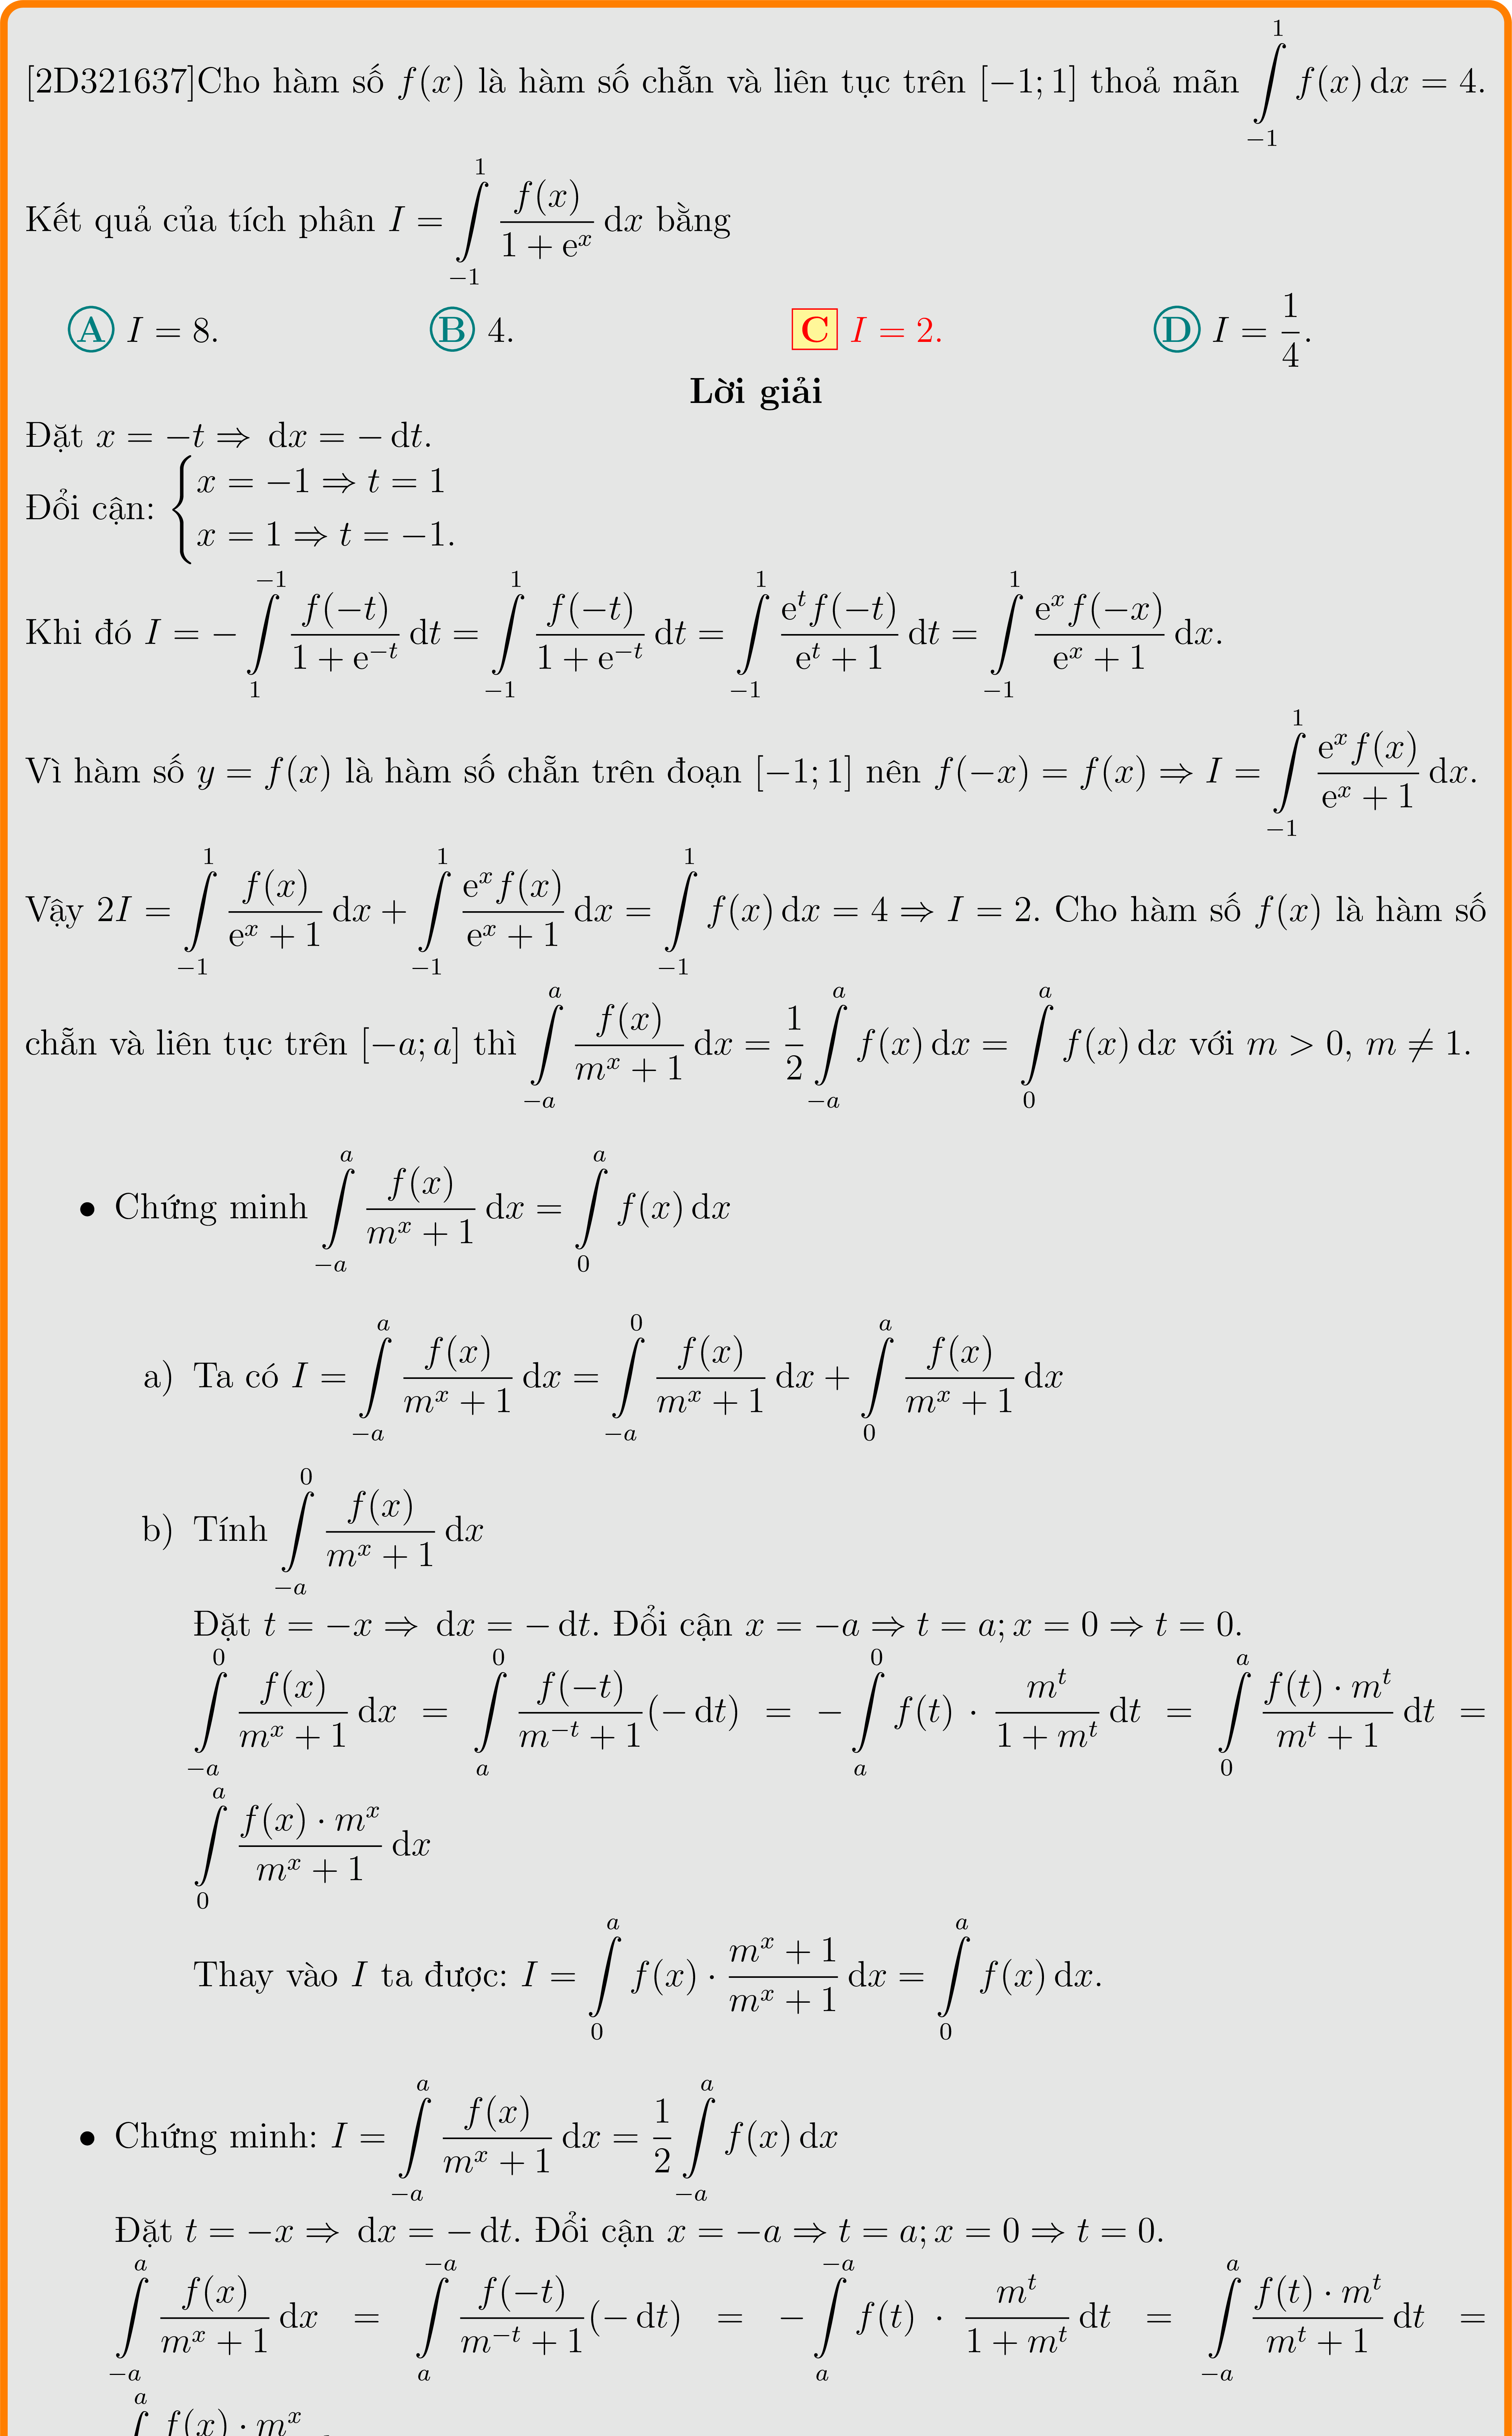 [2D321637]Cho hàm số $f(x)$ là hàm số chẵn và liên tục trên $[-1;1]$ thoả mãn $\int\limits_{-1}^{1} f(x)\,\mathrm{d}x = 4$.
Kết quả của tích phân $I = \int\limits_{-1}^{1} \frac{f(x)}{1+\mathrm{e}^x}\,\mathrm{d}x$ bằng
A $I = 8$. B $4$. C $I = 2$. D $I = \frac{1}{4}$.
Lời giải
Đặt $x = -t \Rightarrow \mathrm{d}x = -\,\mathrm{d}t$.
Đổi cận: $\begin{cases} x = -1 \Rightarrow t = 1 \\ x = 1 \Rightarrow t = -1. \end{cases}$
Khi đó $I = -\int\limits_{1}^{-1} \frac{f(-t)}{1+\mathrm{e}^{-t}}\,\mathrm{d}t = \int\limits_{-1}^{1} \frac{f(-t)}{1+\mathrm{e}^{-t}}\,\mathrm{d}t = \int\limits_{-1}^{1} \frac{\mathrm{e}^t f(-t)}{\mathrm{e}^t+1}\,\mathrm{d}t = \int\limits_{-1}^{1} \frac{\mathrm{e}^x f(-x)}{\mathrm{e}^x+1}\,\mathrm{d}x$.
Vì hàm số $y = f(x)$ là hàm số chẵn trên đoạn $[-1;1]$ nên $f(-x) = f(x) \Rightarrow I = \int\limits_{-1}^{1} \frac{\mathrm{e}^x f(x)}{\mathrm{e}^x+1}\,\mathrm{d}x$.
Vậy $2I = \int\limits_{-1}^{1} \frac{f(x)}{\mathrm{e}^x+1}\,\mathrm{d}x + \int\limits_{-1}^{1} \frac{\mathrm{e}^x f(x)}{\mathrm{e}^x+1}\,\mathrm{d}x = \int\limits_{-1}^{1} f(x)\,\mathrm{d}x = 4 \Rightarrow I = 2$. Cho hàm số $f(x)$ là hàm số
chẵn và liên tục trên $[-a;a]$ thì $\int\limits_{-a}^{a} \frac{f(x)}{m^x+1}\,\mathrm{d}x = \frac{1}{2}\int\limits_{-a}^{a} f(x)\,\mathrm{d}x = \int\limits_{0}^{a} f(x)\,\mathrm{d}x$ với $m > 0$, $m \neq 1$.
• Chứng minh $\int\limits_{-a}^{a} \frac{f(x)}{m^x+1}\,\mathrm{d}x = \int\limits_{0}^{a} f(x)\,\mathrm{d}x$
a) Ta có $I = \int\limits_{-a}^{a} \frac{f(x)}{m^x+1}\,\mathrm{d}x = \int\limits_{-a}^{0} \frac{f(x)}{m^x+1}\,\mathrm{d}x + \int\limits_{0}^{a} \frac{f(x)}{m^x+1}\,\mathrm{d}x$
b) Tính $\int\limits_{-a}^{0} \frac{f(x)}{m^x+1}\,\mathrm{d}x$
Đặt $t = -x \Rightarrow \mathrm{d}x = -\,\mathrm{d}t$. Đổi cận $x = -a \Rightarrow t = a; x = 0 \Rightarrow t = 0$.
$\int\limits_{-a}^{0} \frac{f(x)}{m^x+1}\,\mathrm{d}x = \int\limits_{a}^{0} \frac{f(-t)}{m^{-t}+1}(-\,\mathrm{d}t) = -\int\limits_{a}^{0} f(t)\cdot\frac{m^t}{1+m^t}\,\mathrm{d}t = \int\limits_{0}^{a} \frac{f(t)\cdot m^t}{m^t+1}\,\mathrm{d}t =$
$\int\limits_{0}^{a} \frac{f(x)\cdot m^x}{m^x+1}\,\mathrm{d}x$
Thay vào $I$ ta được: $I = \int\limits_{0}^{a} f(x)\cdot\frac{m^x+1}{m^x+1}\,\mathrm{d}x = \int\limits_{0}^{a} f(x)\,\mathrm{d}x$.
• Chứng minh: $I = \int\limits_{-a}^{a} \frac{f(x)}{m^x+1}\,\mathrm{d}x = \frac{1}{2}\int\limits_{-a}^{a} f(x)\,\mathrm{d}x$
Đặt $t = -x \Rightarrow \mathrm{d}x = -\,\mathrm{d}t$. Đổi cận $x = -a \Rightarrow t = a; x = 0 \Rightarrow t = 0$.
$\int\limits_{-a}^{a} \frac{f(x)}{m^x+1}\,\mathrm{d}x = \int\limits_{a}^{-a} \frac{f(-t)}{m^{-t}+1}(-\,\mathrm{d}t) = -\int\limits_{a}^{-a} f(t)\cdot\frac{m^t}{1+m^t}\,\mathrm{d}t = \int\limits_{-a}^{a} \frac{f(t)\cdot m^t}{m^t+1}\,\mathrm{d}t =$
$\int\limits^{a} f(x)\cdot m^x$